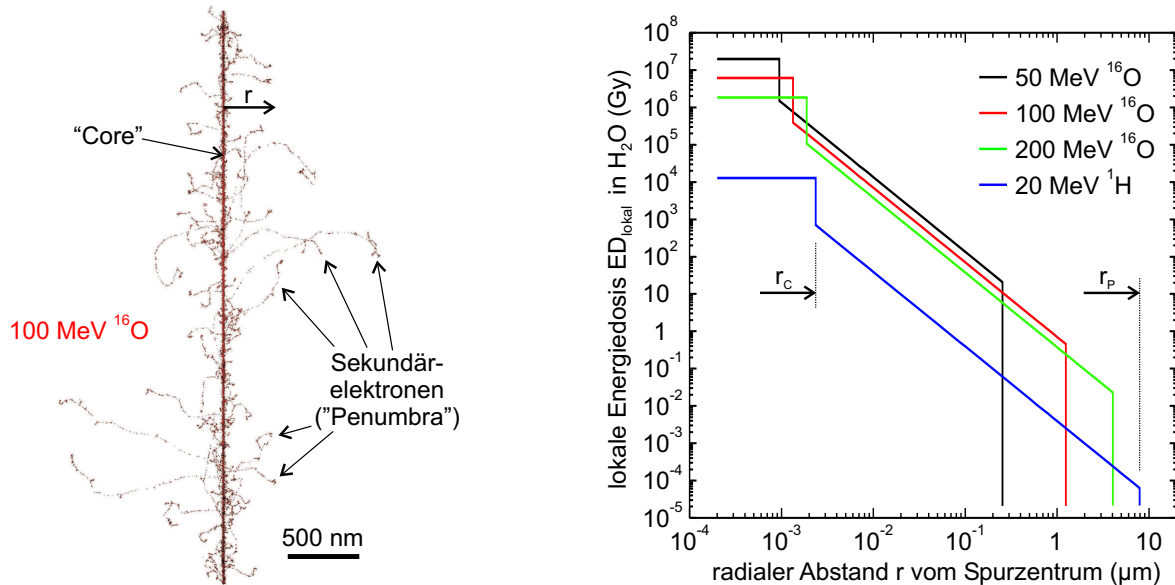 r
“Core”
100 MeV ¹⁶O
Sekundär-
elektronen
(”Penumbra”)
500 nm
lokale Energiedosis ED_lokal in H₂O (Gy)
10⁸
10⁷
10⁶
10⁵
10⁴
10³
10²
10
1
10⁻¹
10⁻²
10⁻³
10⁻⁴
10⁻⁵
50 MeV ¹⁶O
100 MeV ¹⁶O
200 MeV ¹⁶O
20 MeV ¹H
r_C
r_P
10⁻⁴
10⁻³
10⁻²
10⁻¹
1
10
radialer Abstand r vom Spurzentrum (µm)